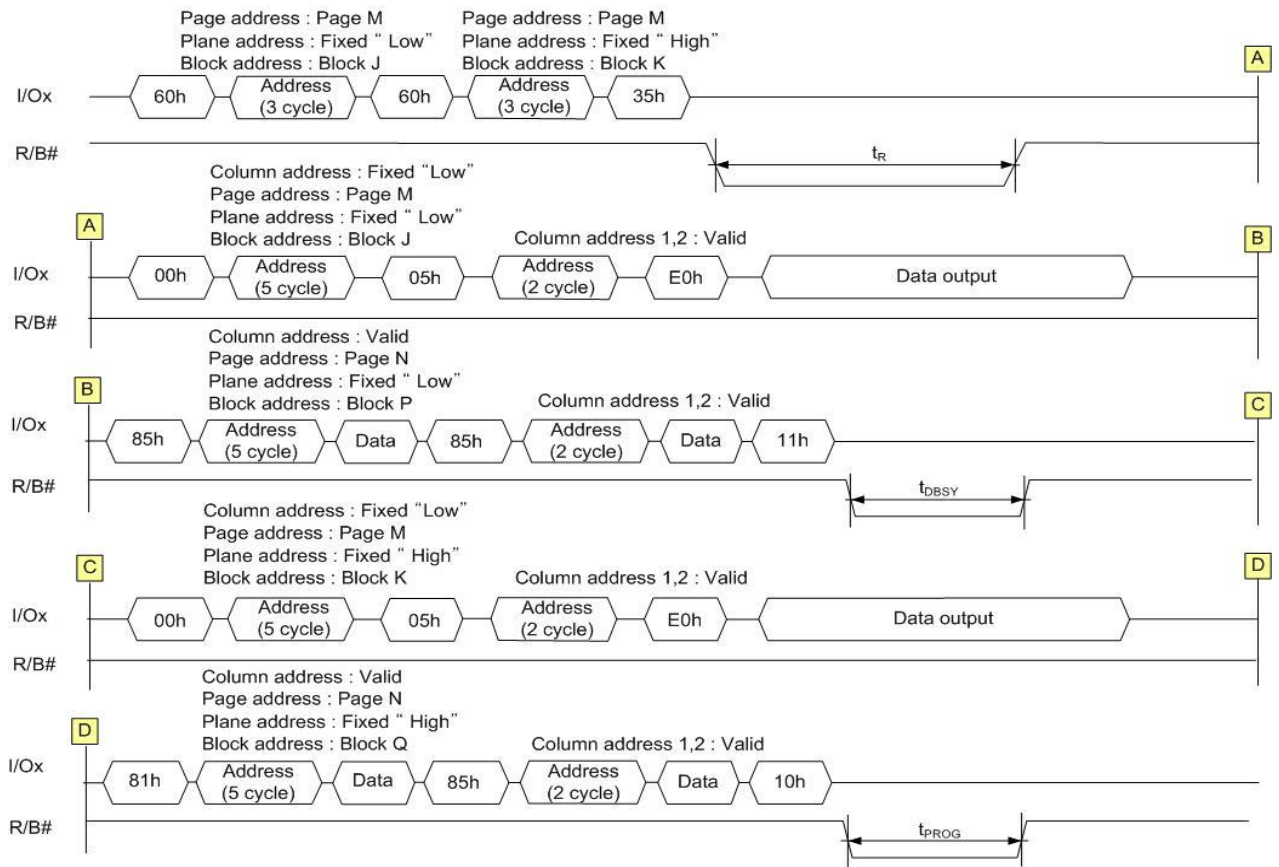 Page address : Page M
Plane address : Fixed “ Low”
Block address : Block J
Page address : Page M
Plane address : Fixed “ High”
Block address : Block K
A
I/Ox
60h
Address
(3 cycle)
60h
Address
(3 cycle)
35h
R/B#
tR
Column address : Fixed “Low”
Page address : Page M
Plane address : Fixed “ Low”
Block address : Block J
Column address 1,2 : Valid
A
B
I/Ox
00h
Address
(5 cycle)
05h
Address
(2 cycle)
E0h
Data output
R/B#
Column address : Valid
Page address : Page N
Plane address : Fixed “ Low”
Block address : Block P
Column address 1,2 : Valid
B
C
I/Ox
85h
Address
(5 cycle)
Data
85h
Address
(2 cycle)
Data
11h
R/B#
tDBSY
Column address : Fixed “Low”
Page address : Page M
Plane address : Fixed “ High”
Block address : Block K
Column address 1,2 : Valid
C
D
I/Ox
00h
Address
(5 cycle)
05h
Address
(2 cycle)
E0h
Data output
R/B#
Column address : Valid
Page address : Page N
Plane address : Fixed “ High”
Block address : Block Q
Column address 1,2 : Valid
D
I/Ox
81h
Address
(5 cycle)
Data
85h
Address
(2 cycle)
Data
10h
R/B#
tPROG